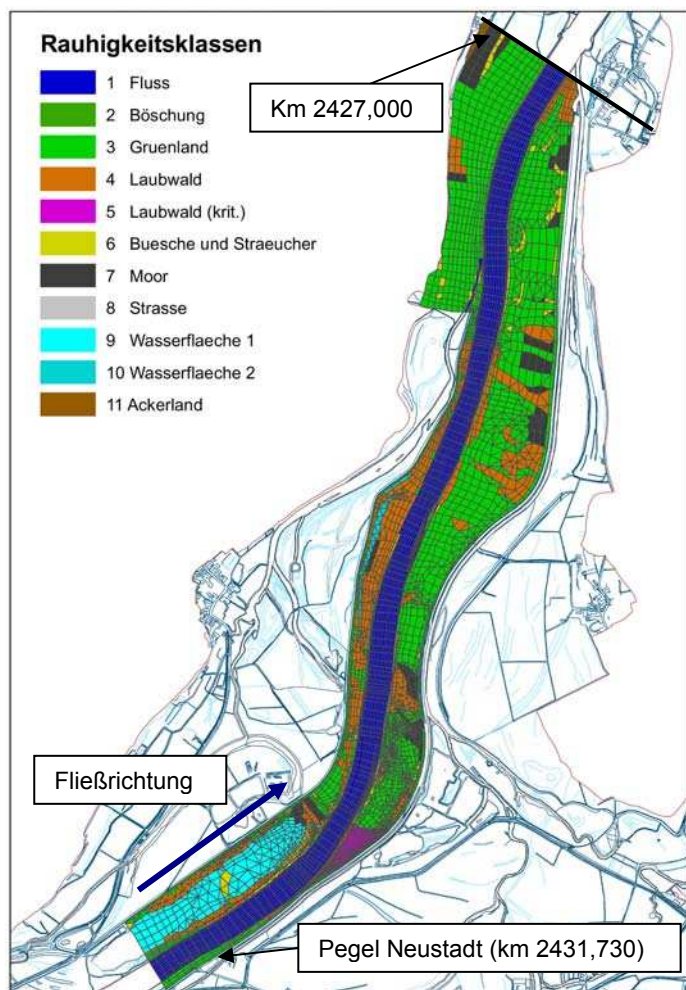 Rauhigkeitsklassen
1 Fluss
2 Böschung
3 Gruenland
4 Laubwald
5 Laubwald (krit.)
6 Buesche und Straeucher
7 Moor
8 Strasse
9 Wasserflaeche 1
10 Wasserflaeche 2
11 Ackerland
Km 2427,000
Fließrichtung
Pegel Neustadt (km 2431,730)